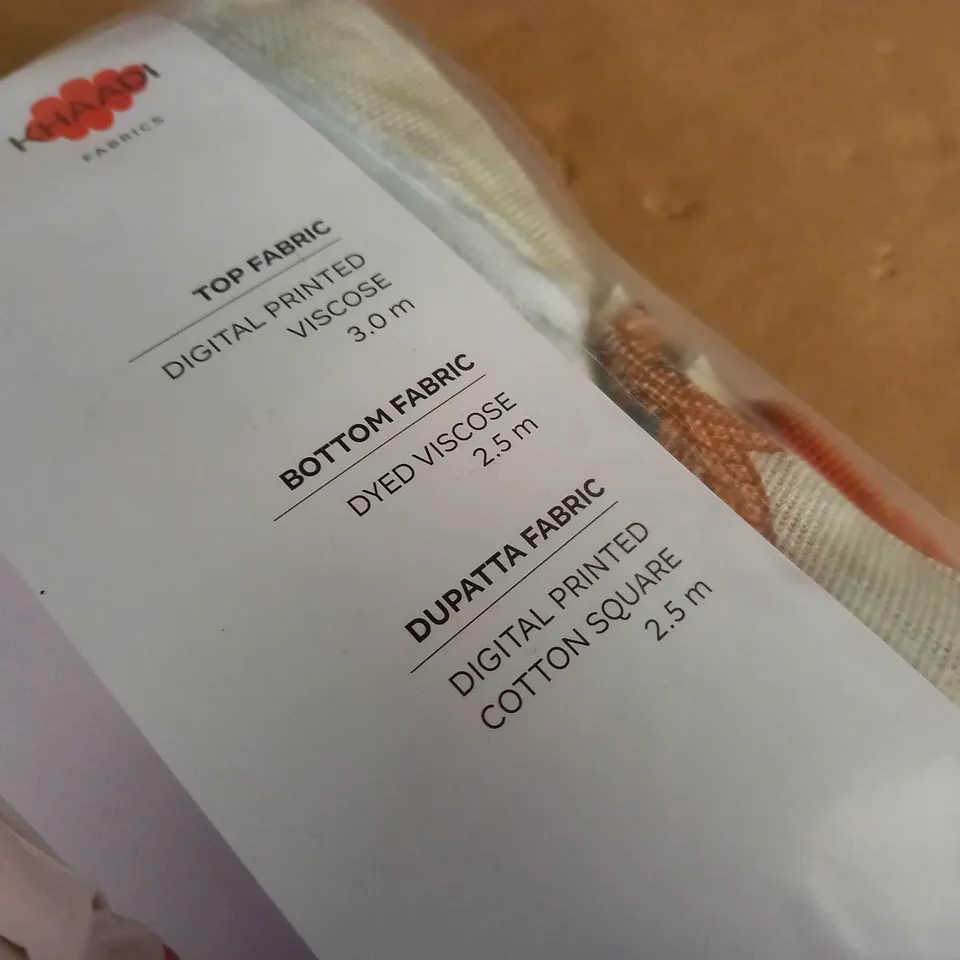 KHAADI
FABRICS
TOP FABRIC
DIGITAL PRINTED
VISCOSE
3.0 m
BOTTOM FABRIC
DYED VISCOSE
2.5 m
DUPATTA FABRIC
DIGITAL PRINTED
COTTON SQUARE
2.5 m